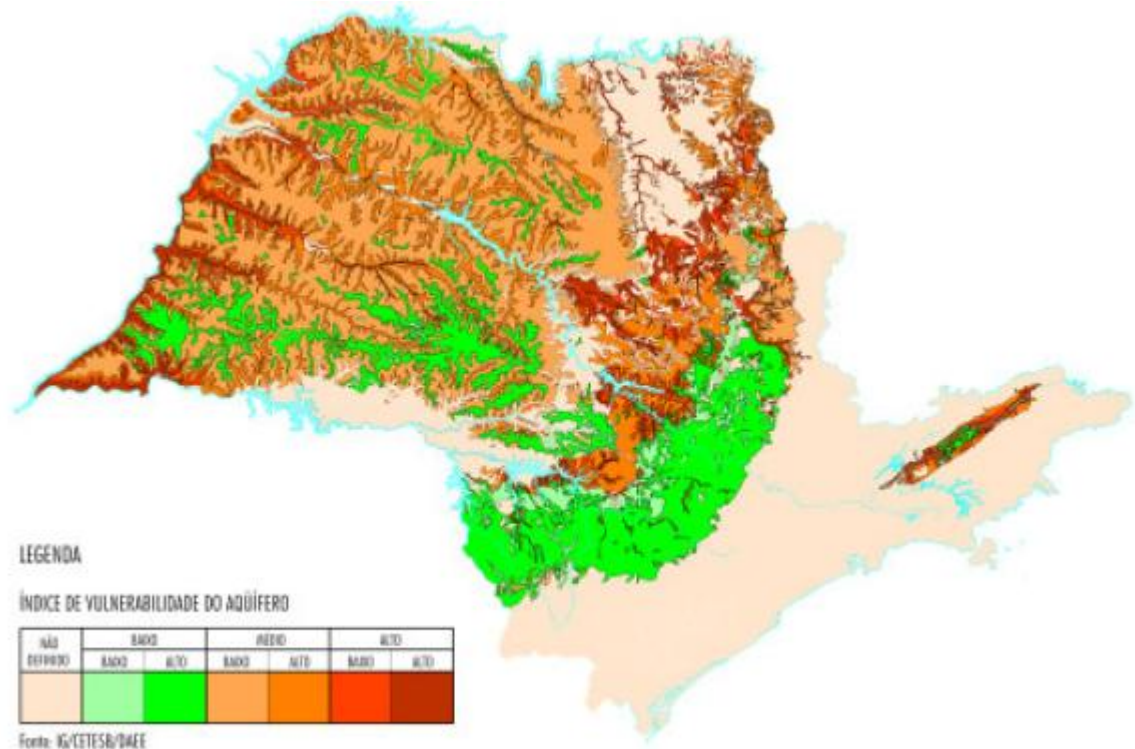 LEGENDA
ÍNDICE DE VULNERABILIDADE DO AQÜÍFERO
NÃO DEFINIDO
BAIXO MÉDIO ALTO
BAIXO ALTO BAIXO ALTO BAIXO ALTO
Fonte: IG/CETESB/DAEE